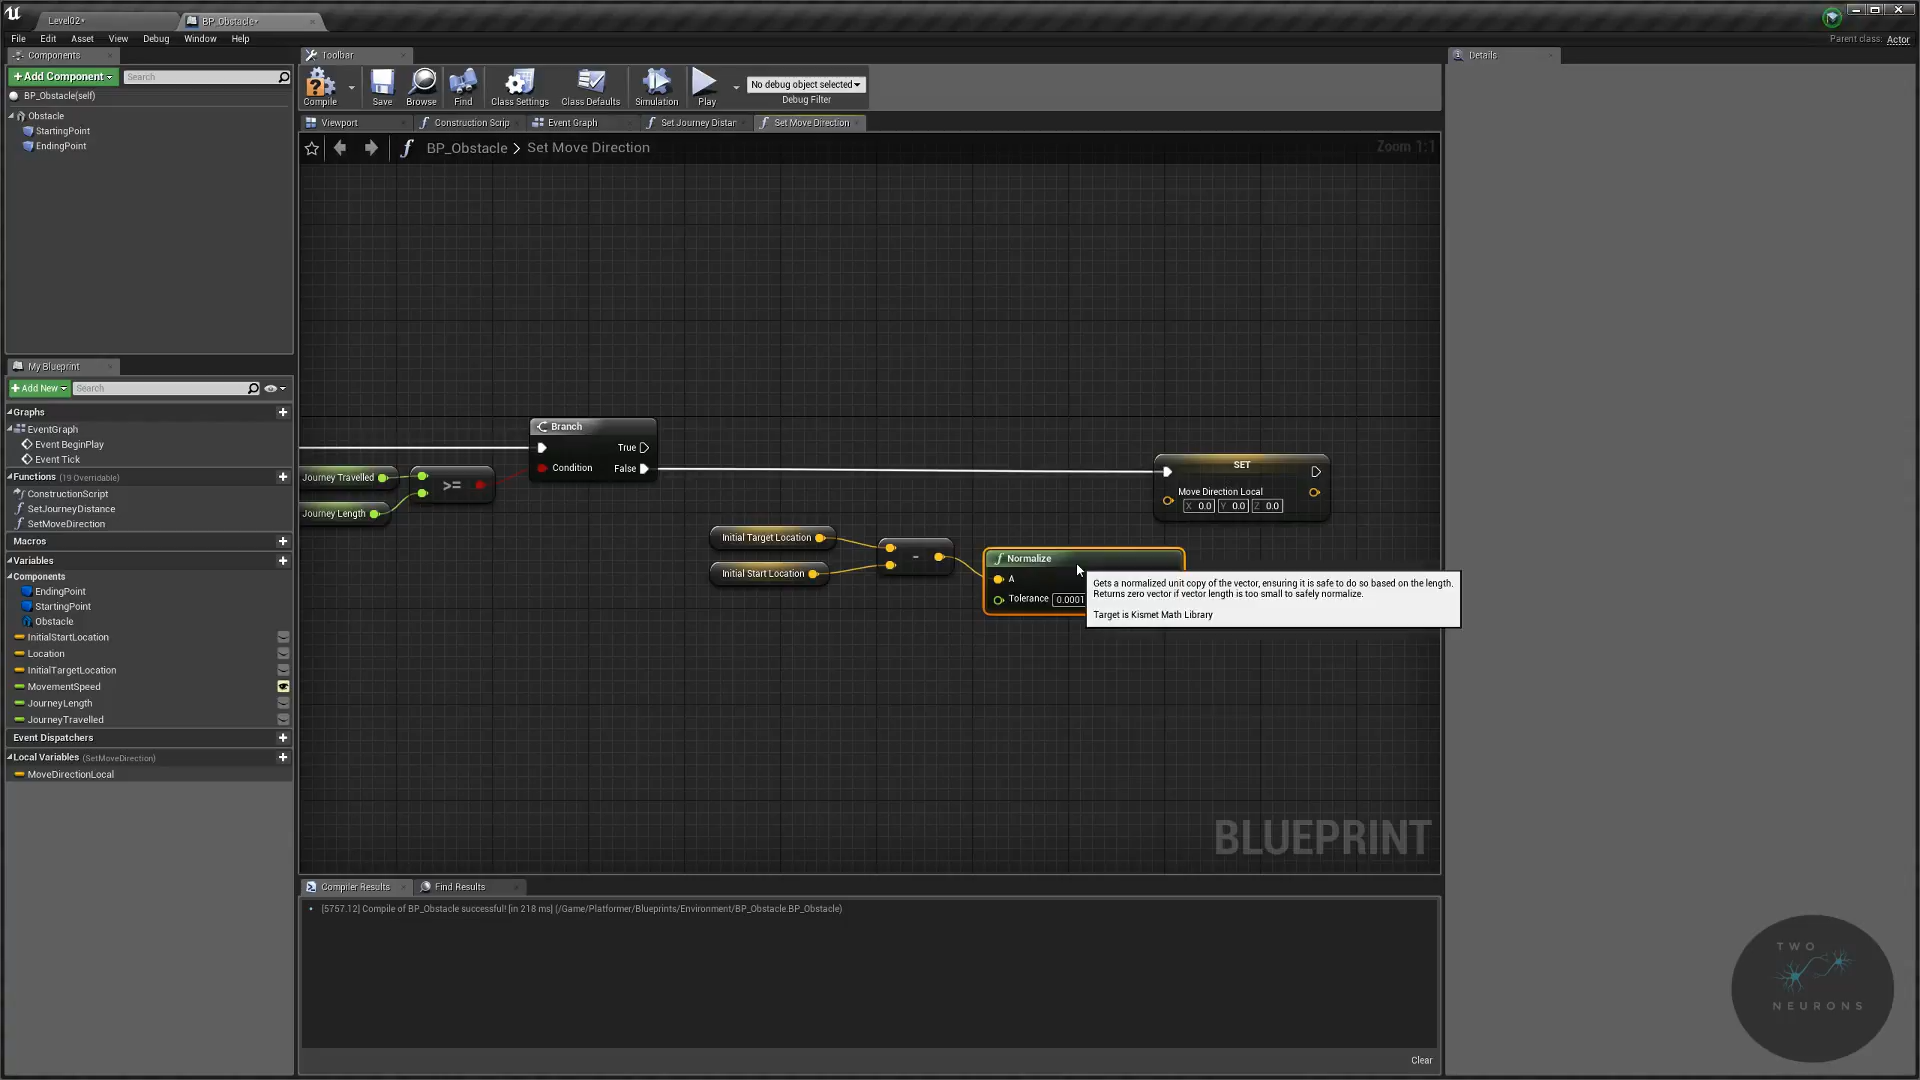 Level02*
BP_Obstacle*
File Edit Asset View Debug Window Help
Parent class: Actor
Components
Toolbar
Details
+Add Component
Search
BP_Obstacle(self)
Obstacle
StartingPoint
EndingPoint
Compile
Save
Browse
Find
Class Settings
Class Defaults
Simulation
Play
No debug object selected
Debug Filter
Viewport
Construction Scrip
Event Graph
Set Journey Distar
Set Move Direction
BP_Obstacle > Set Move Direction
Zoom 1:1
My Blueprint
+Add New
Search
Graphs
EventGraph
Event BeginPlay
Event Tick
Functions (19 Overridable)
ConstructionScript
SetJourneyDistance
SetMoveDirection
Macros
Variables
Components
EndingPoint
StartingPoint
Obstacle
InitialStartLocation
Location
InitialTargetLocation
MovementSpeed
JourneyLength
JourneyTravelled
Event Dispatchers
Local Variables (SetMoveDirection)
MoveDirectionLocal
Journey Travelled
Journey Length
>=
Branch
True
Condition
False
Initial Target Location
Initial Start Location
-
Normalize
A
Tolerance 0.0001
SET
Move Direction Local
X 0.0 Y 0.0 Z 0.0
Gets a normalized unit copy of the vector, ensuring it is safe to do so based on the length.
Returns zero vector if vector length is too small to safely normalize.
Target is Kismet Math Library
BLUEPRINT
Compiler Results
Find Results
[5757.12] Compile of BP_Obstacle successful! [in 218 ms] (/Game/Platformer/Blueprints/Environment/BP_Obstacle.BP_Obstacle)
Clear
TWO
NEURONS